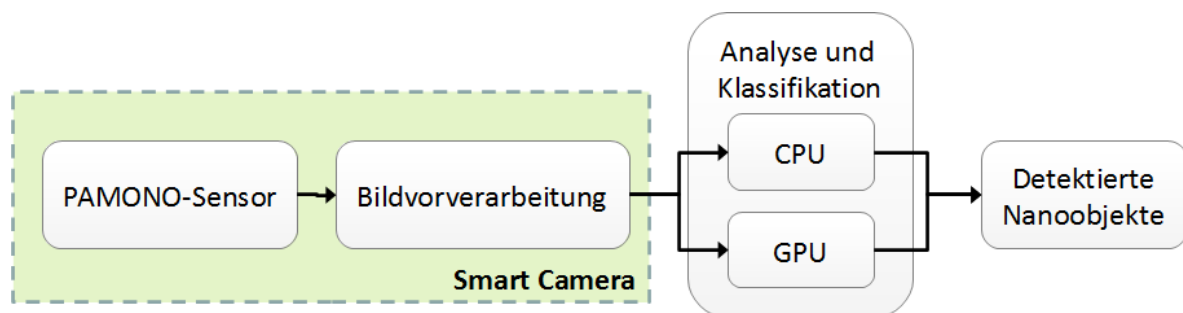 PAMONO-Sensor
Bildvorverarbeitung
Smart Camera
Analyse und
Klassifikation
CPU
GPU
Detektierte
Nanoobjekte